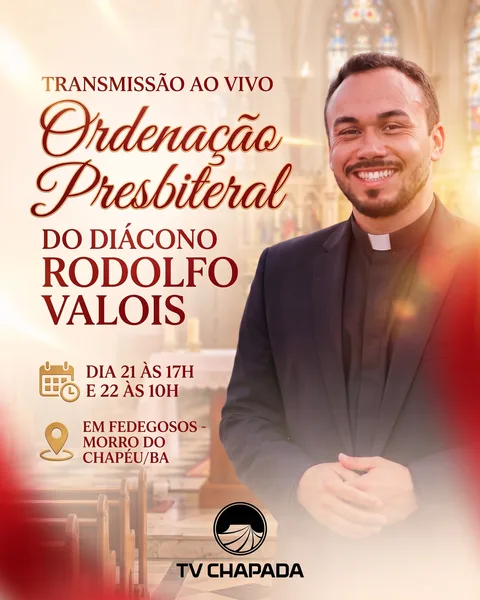 TRANSMISSÃO AO VIVO
Ordenação
Presbiteral
DO DIÁCONO
RODOLFO
VALOIS
DIA 21 ÀS 17H
E 22 ÀS 10H
EM FEDEGOSOS -
MORRO DO
CHAPÉU/BA
TV CHAPADA